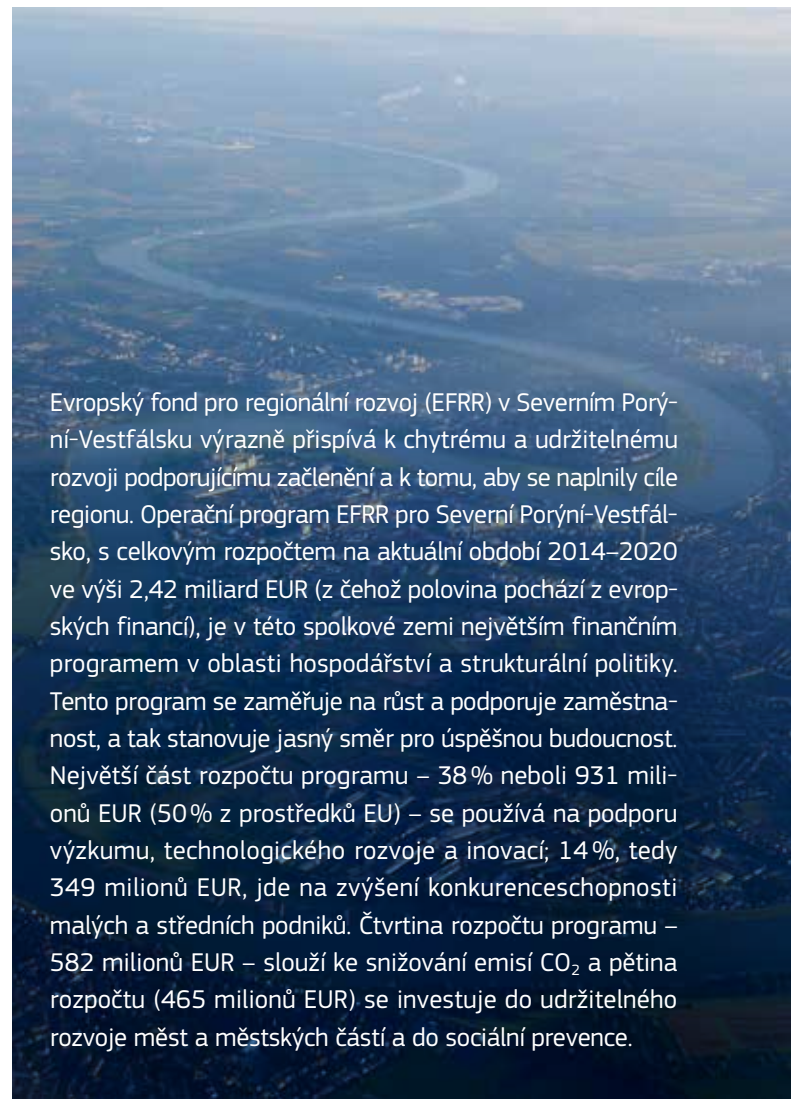 Evropský fond pro regionální rozvoj (EFRR) v Severním Porý-
ní-Vestfálsku výrazně přispívá k chytrému a udržitelnému
rozvoji podporujícímu začlenění a k tomu, aby se naplnily cíle
regionu. Operační program EFRR pro Severní Porýní-Vestfál-
sko, s celkovým rozpočtem na aktuální období 2014–2020
ve výši 2,42 miliard EUR (z čehož polovina pochází z evrop-
ských financí), je v této spolkové zemi největším finančním
programem v oblasti hospodářství a strukturální politiky.
Tento program se zaměřuje na růst a podporuje zaměstna-
nost, a tak stanovuje jasný směr pro úspěšnou budoucnost.
Největší část rozpočtu programu – 38 % neboli 931 mili-
onů EUR (50 % z prostředků EU) – se používá na podporu
výzkumu, technologického rozvoje a inovací; 14 %, tedy
349 milionů EUR, jde na zvýšení konkurenceschopnosti
malých a středních podniků. Čtvrtina rozpočtu programu –
582 milionů EUR – slouží ke snižování emisí CO₂ a pětina
rozpočtu (465 milionů EUR) se investuje do udržitelného
rozvoje měst a městských částí a do sociální prevence.